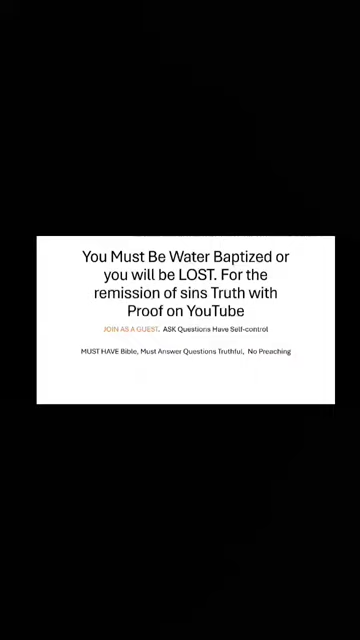 You Must Be Water Baptized or
you will be LOST. For the
remission of sins Truth with
Proof on YouTube
JOIN AS A GUEST. ASK Questions Have Self-control
MUST HAVE Bible, Must Answer Questions Truthful, No Preaching